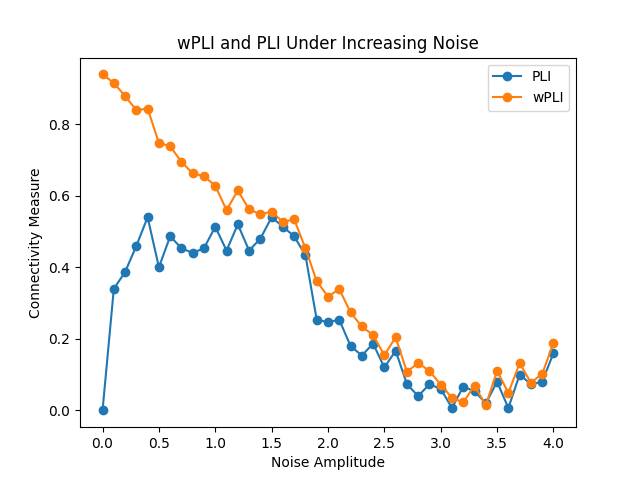 wPLI and PLI Under Increasing Noise
PLI
wPLI
Connectivity Measure
0.8
0.6
0.4
0.2
0.0
0.0 0.5 1.0 1.5 2.0 2.5 3.0 3.5 4.0
Noise Amplitude